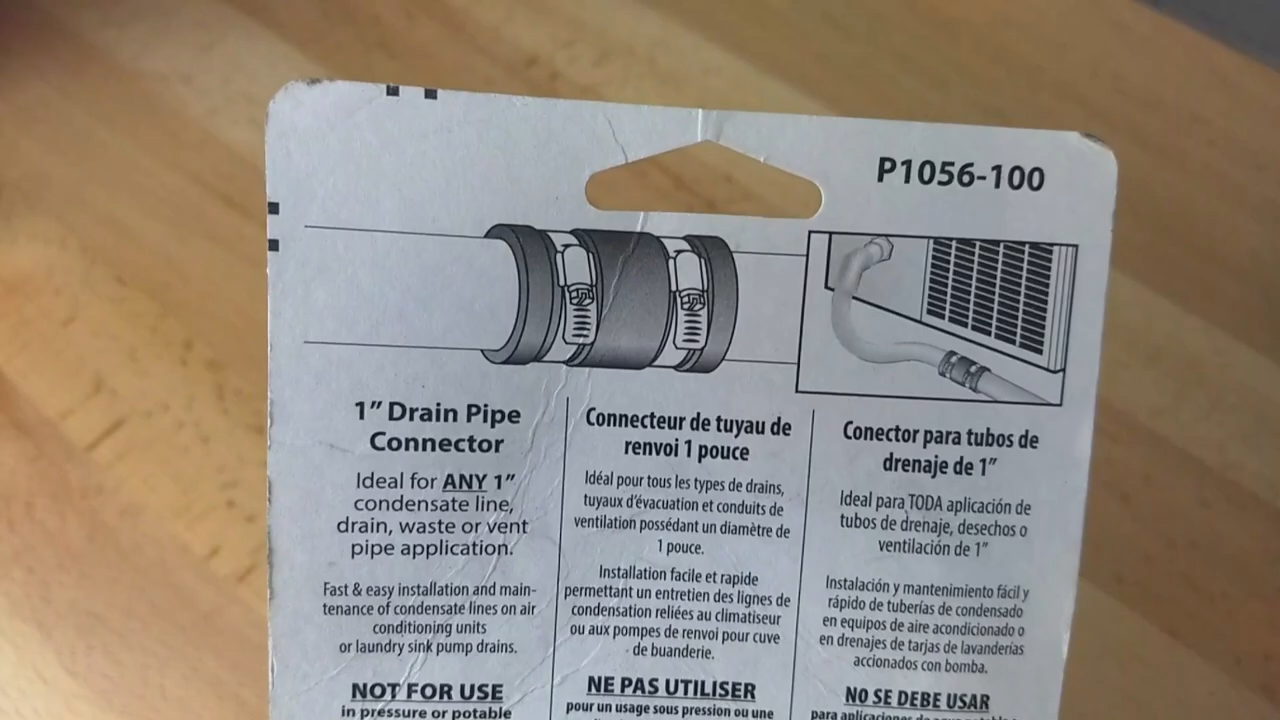 P1056-100
1" Drain Pipe
Connector
Ideal for ANY 1"
condensate line,
drain, waste or vent
pipe application.
Fast & easy installation and main-
tenance of condensate lines on air
conditioning units
or laundry sink pump drains.
NOT FOR USE
in pressure or potable
Connecteur de tuyau de
renvoi 1 pouce
Idéal pour tous les types de drains,
tuyaux d'évacuation et conduits de
ventilation possédant un diamètre de
1 pouce.
Installation facile et rapide
permettant un entretien des lignes de
condensation reliées au climatiseur
ou aux pompes de renvoi pour cuve
de buanderie.
NE PAS UTILISER
pour un usage sous pression ou une
Conector para tubos de
drenaje de 1"
Ideal para TODA aplicación de
tubos de drenaje, desechos o
ventilación de 1"
Instalación y mantenimiento fácil y
rápido de tuberías de condensado
en equipos de aire acondicionado o
en drenajes de tarjas de lavanderías
accionados con bomba.
NO SE DEBE USAR
para aplicaciones de agua potable